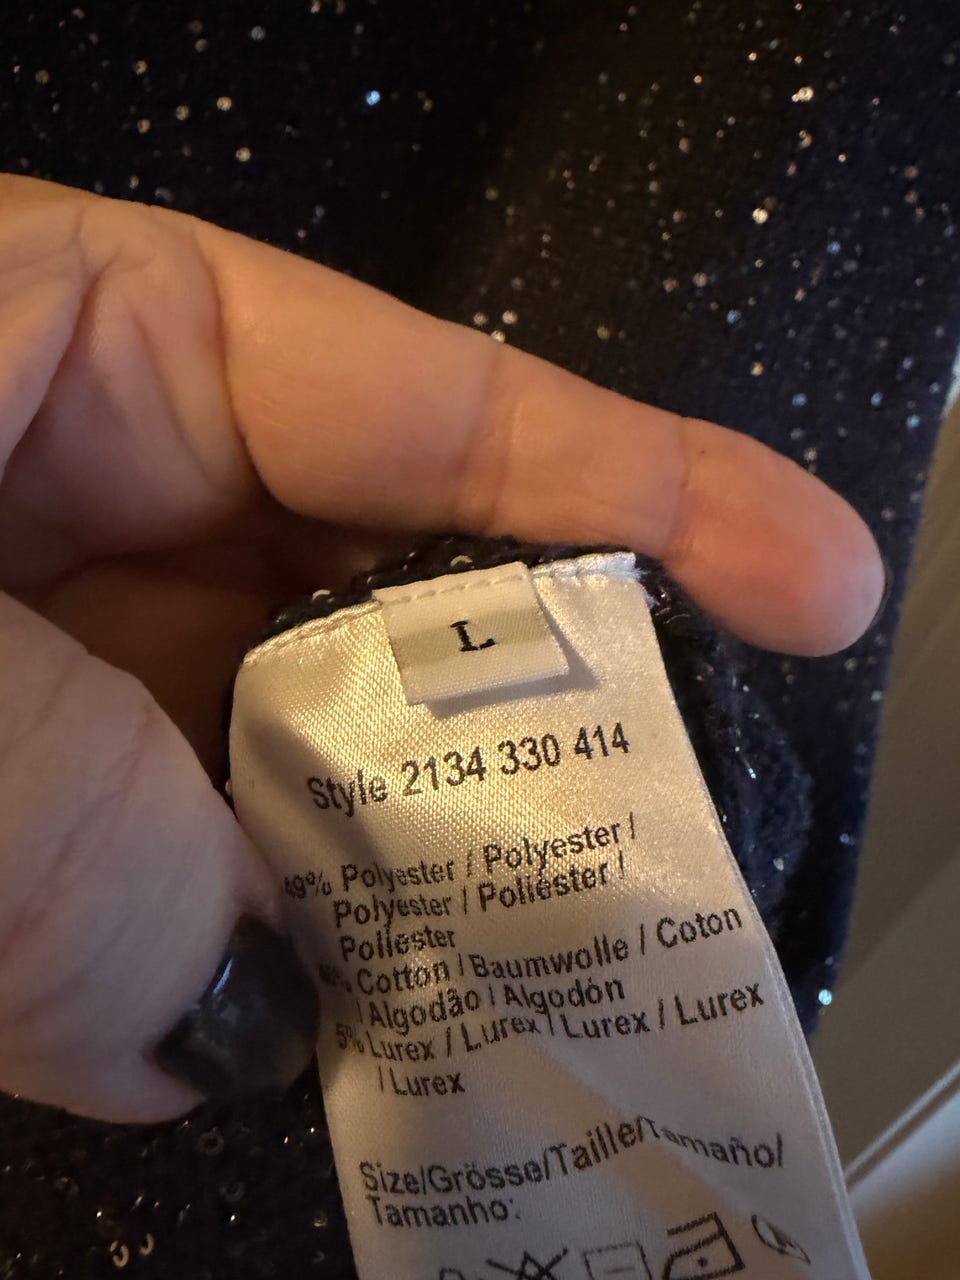 L
Style 2134 330 414
49% Polyester / Polyester /
Polyester / Poliéster /
Poliester
Cotton / Baumwolle / Coton
/ Algodão / Algodón
5% Lurex / Lurex / Lurex / Lurex
/ Lurex
Size/Grösse/Taille/Tamaño/
Tamanho: